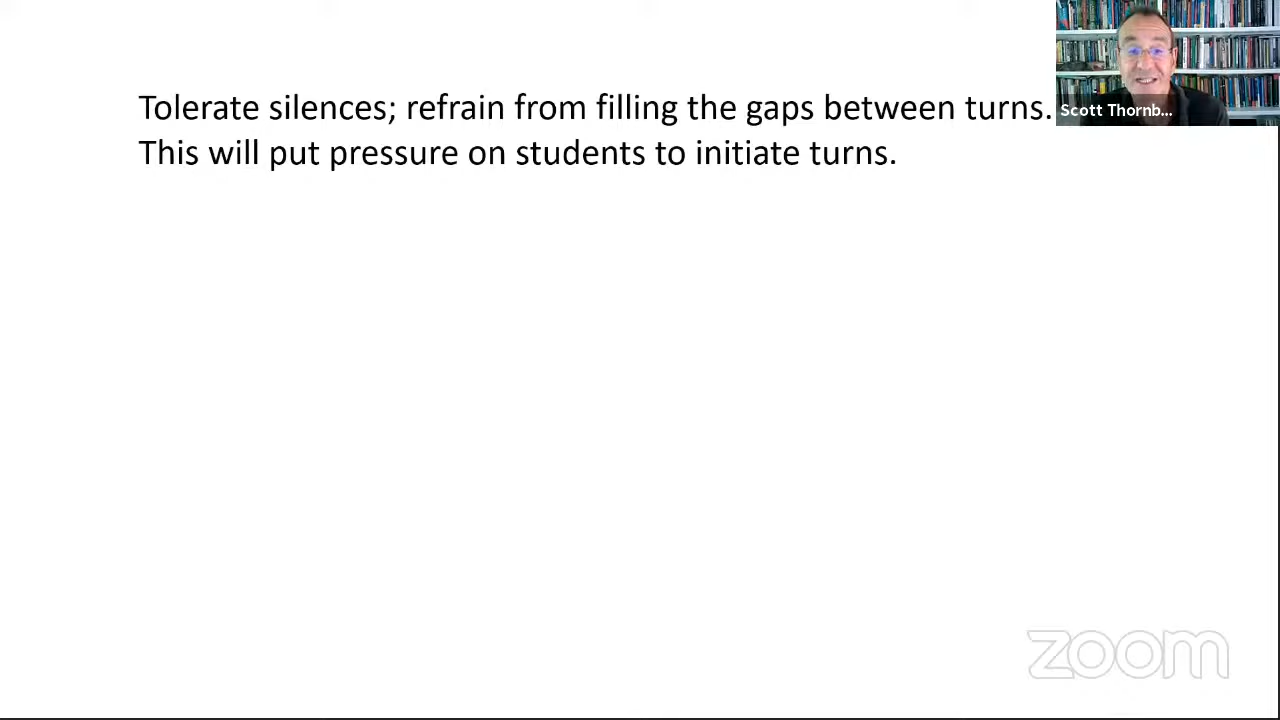 Tolerate silences; refrain from filling the gaps between turns.
This will put pressure on students to initiate turns.
Scott Thornb...
zoom